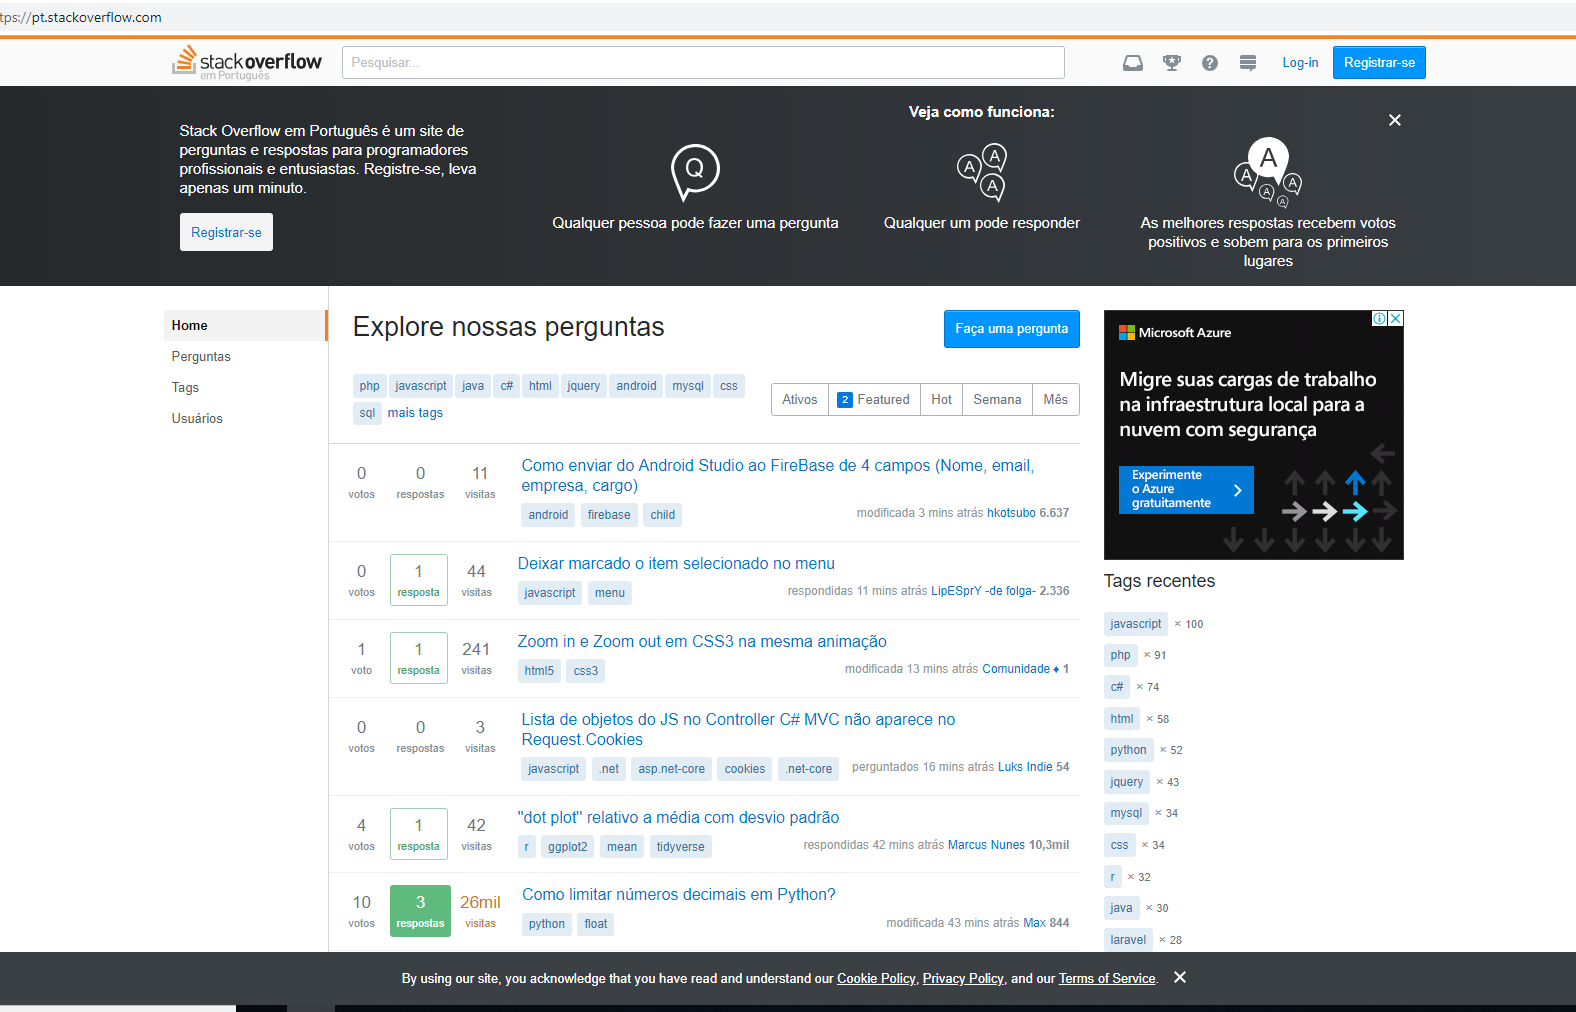 tps://pt.stackoverflow.com
stackoverflow
em Português
Pesquisar...
Log-in
Registrar-se
Stack Overflow em Português é um site de
perguntas e respostas para programadores
profissionais e entusiastas. Registre-se, leva
apenas um minuto.
Registrar-se
Veja como funciona:
Q
Qualquer pessoa pode fazer uma pergunta
A
A
A
Qualquer um pode responder
A
A
A
A
A
As melhores respostas recebem votos
positivos e sobem para os primeiros
lugares
Home
Perguntas
Tags
Usuários
Explore nossas perguntas
Faça uma pergunta
php javascript java c# html jquery android mysql css
sql mais tags
Ativos 2 Featured Hot Semana Mês
0 0 11
votos respostas visitas
Como enviar do Android Studio ao FireBase de 4 campos (Nome, email,
empresa, cargo)
android firebase child
modificada 3 mins atrás hkotsubo 6.637
0 1 44
votos resposta visitas
Deixar marcado o item selecionado no menu
javascript menu
respondidas 11 mins atrás LipESprY -de folga- 2.336
1 1 241
voto resposta visitas
Zoom in e Zoom out em CSS3 na mesma animação
html5 css3
modificada 13 mins atrás Comunidade ♦ 1
0 0 3
votos respostas visitas
Lista de objetos do JS no Controller C# MVC não aparece no
Request.Cookies
javascript .net asp.net-core cookies .net-core
perguntados 16 mins atrás Luks Indie 54
4 1 42
votos resposta visitas
"dot plot" relativo a média com desvio padrão
r ggplot2 mean tidyverse
respondidas 42 mins atrás Marcus Nunes 10,3mil
10 3 26mil
votos respostas visitas
Como limitar números decimais em Python?
python float
modificada 43 mins atrás Max 844
Microsoft Azure
Migre suas cargas de trabalho
na infraestrutura local para a
nuvem com segurança
Experimente
o Azure
gratuitamente
Tags recentes
javascript × 100
php × 91
c# × 74
html × 58
python × 52
jquery × 43
mysql × 34
css × 34
r × 32
java × 30
laravel × 28
By using our site, you acknowledge that you have read and understand our Cookie Policy, Privacy Policy, and our Terms of Service.